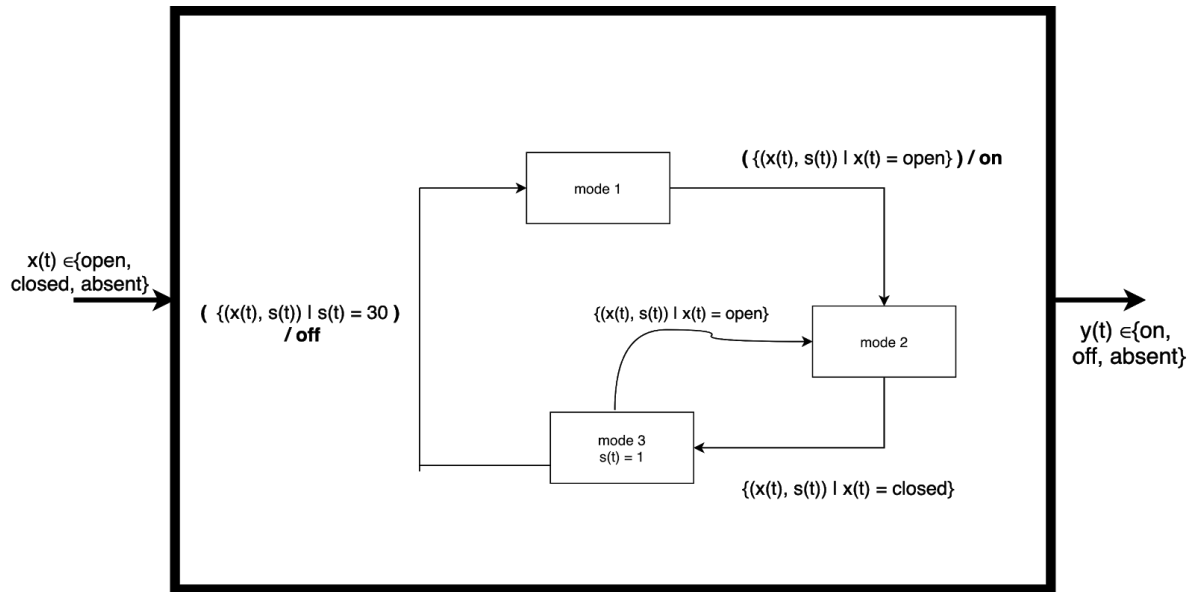 mode 1
( {(x(t), s(t)) | x(t) = open} ) / on
x(t) ∈{open,
closed, absent}
( {(x(t), s(t)) | s(t) = 30 )
/ off
{(x(t), s(t)) | x(t) = open}
mode 2
y(t) ∈{on,
off, absent}
mode 3
s(t) = 1
{(x(t), s(t)) | x(t) = closed}